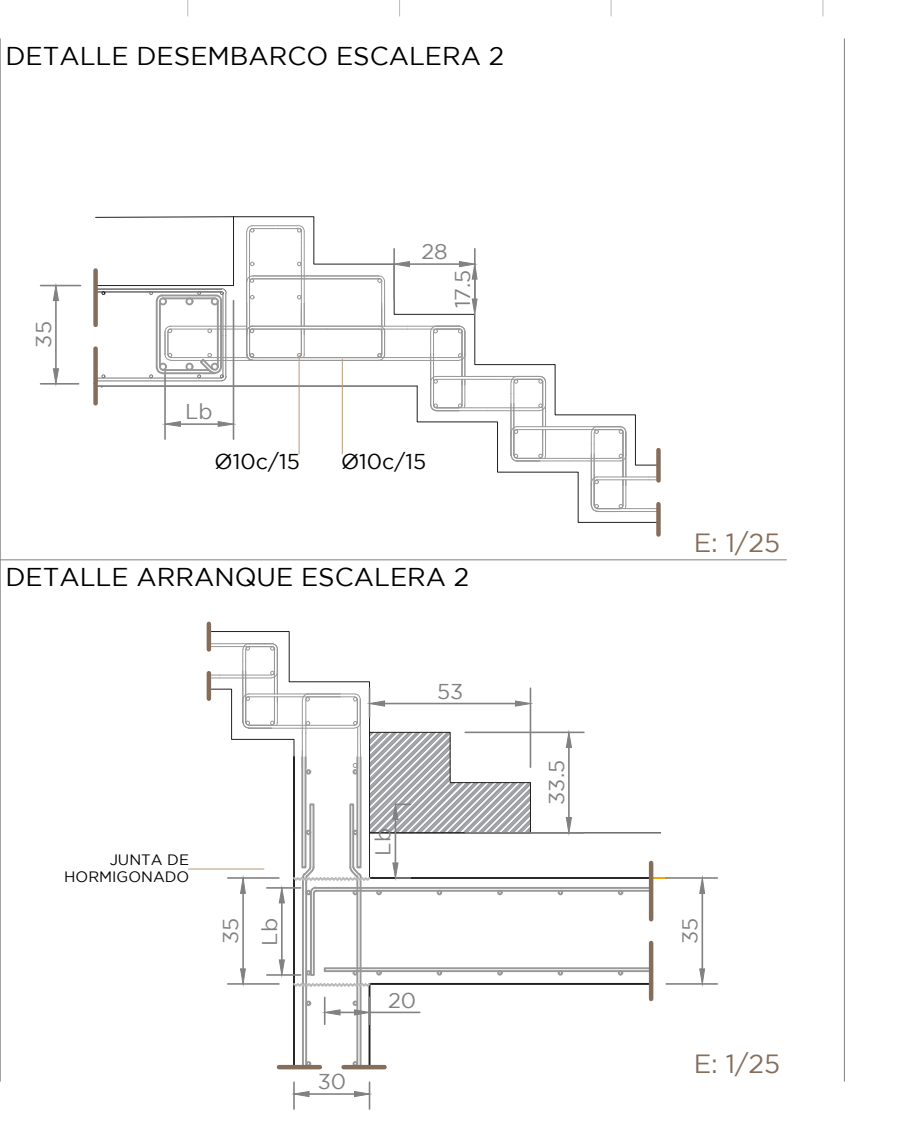 DETALLE DESEMBARCO ESCALERA 2
28
17.5
35
Lb
Ø10c/15
Ø10c/15
E: 1/25
DETALLE ARRANQUE ESCALERA 2
53
33.5
Lb
JUNTA DE
HORMIGONADO
35
Lb
35
20
E: 1/25
30